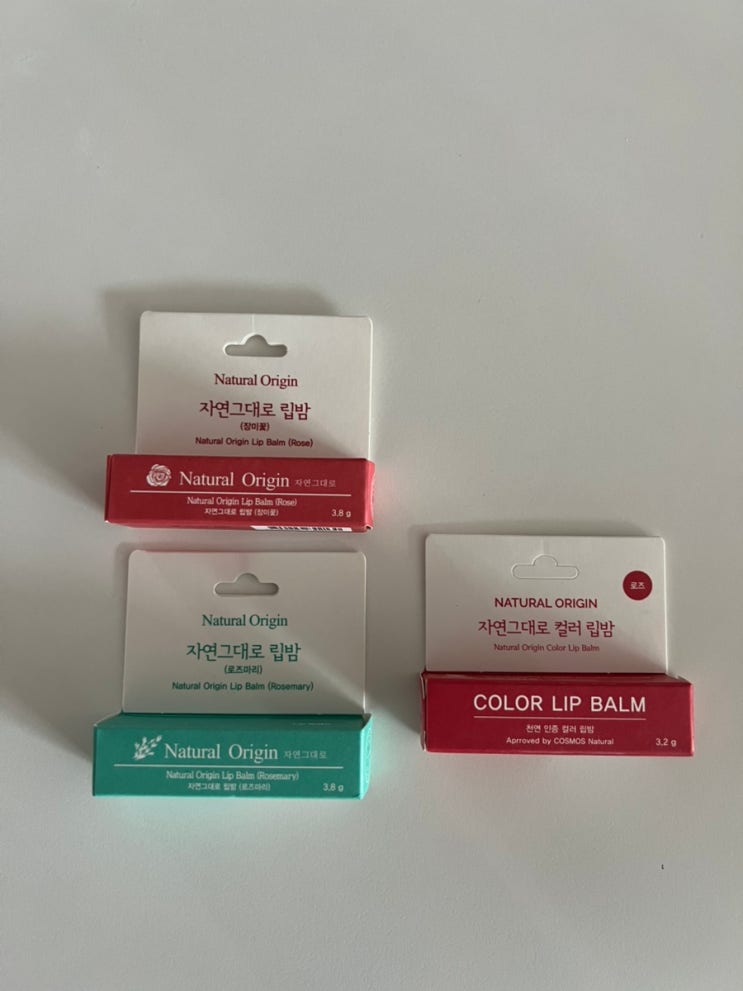 Natural Origin
자연그대로 립밤
(장미꽃)
Natural Origin Lip Balm (Rose)
Natural Origin 자연그대로
Natural Origin Lip Balm (Rose)
자연그대로 립밤 (장미꽃)
3.8 g
Natural Origin
자연그대로 립밤
(로즈마리)
Natural Origin Lip Balm (Rosemary)
Natural Origin 자연그대로
Natural Origin Lip Balm (Rosemary)
자연그대로 립밤 (로즈마리)
3.8 g
로즈
NATURAL ORIGIN
자연그대로 컬러 립밤
Natural Origin Color Lip Balm
COLOR LIP BALM
천연 인증 컬러 립밤
Aprroved by COSMOS Natural
3.2 g